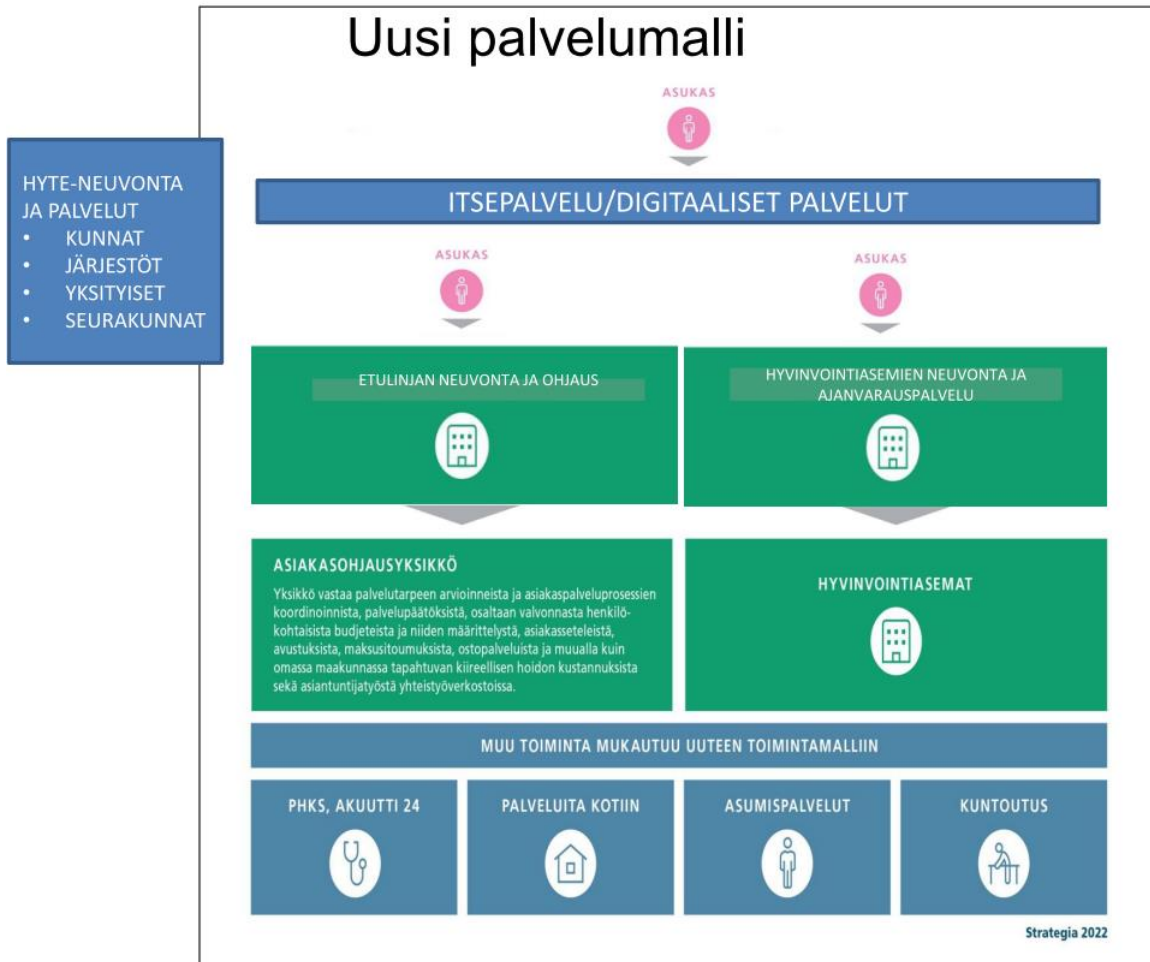 Uusi palvelumalli
ASUKAS
HYTE-NEUVONTA
JA PALVELUT
• KUNNAT
• JÄRJESTÖT
• YKSITYISET
• SEURAKUNNAT
ITSEPALVELU/DIGITAALISET PALVELUT
ASUKAS
ASUKAS
ETULINJAN NEUVONTA JA OHJAUS
HYVINVOINTIASEMIEN NEUVONTA JA
AJANVARAUSPALVELU
ASIAKASOHJAUSYKSIKKÖ
Yksikkö vastaa palvelutarpeen arvioinneista ja asiakaspalveluprosessien
koordinoinnista, palvelupäätöksistä, osaltaan valvonnasta henkilö-
kohtaisista budjeteista ja niiden määrittelystä, asiakasseteleistä,
avustuksista, maksusitoumuksista, ostopalveluista ja muualla kuin
omassa maakunnassa tapahtuvan kiireellisen hoidon kustannuksista
sekä asiantuntijatyöstä yhteistyöverkostoissa.
HYVINVOINTIASEMAT
MUU TOIMINTA MUKAUTUU UUTEEN TOIMINTAMALLIIN
PHKS, AKUUTTI 24
PALVELUITA KOTIIN
ASUMISPALVELUT
KUNTOUTUS
Strategia 2022